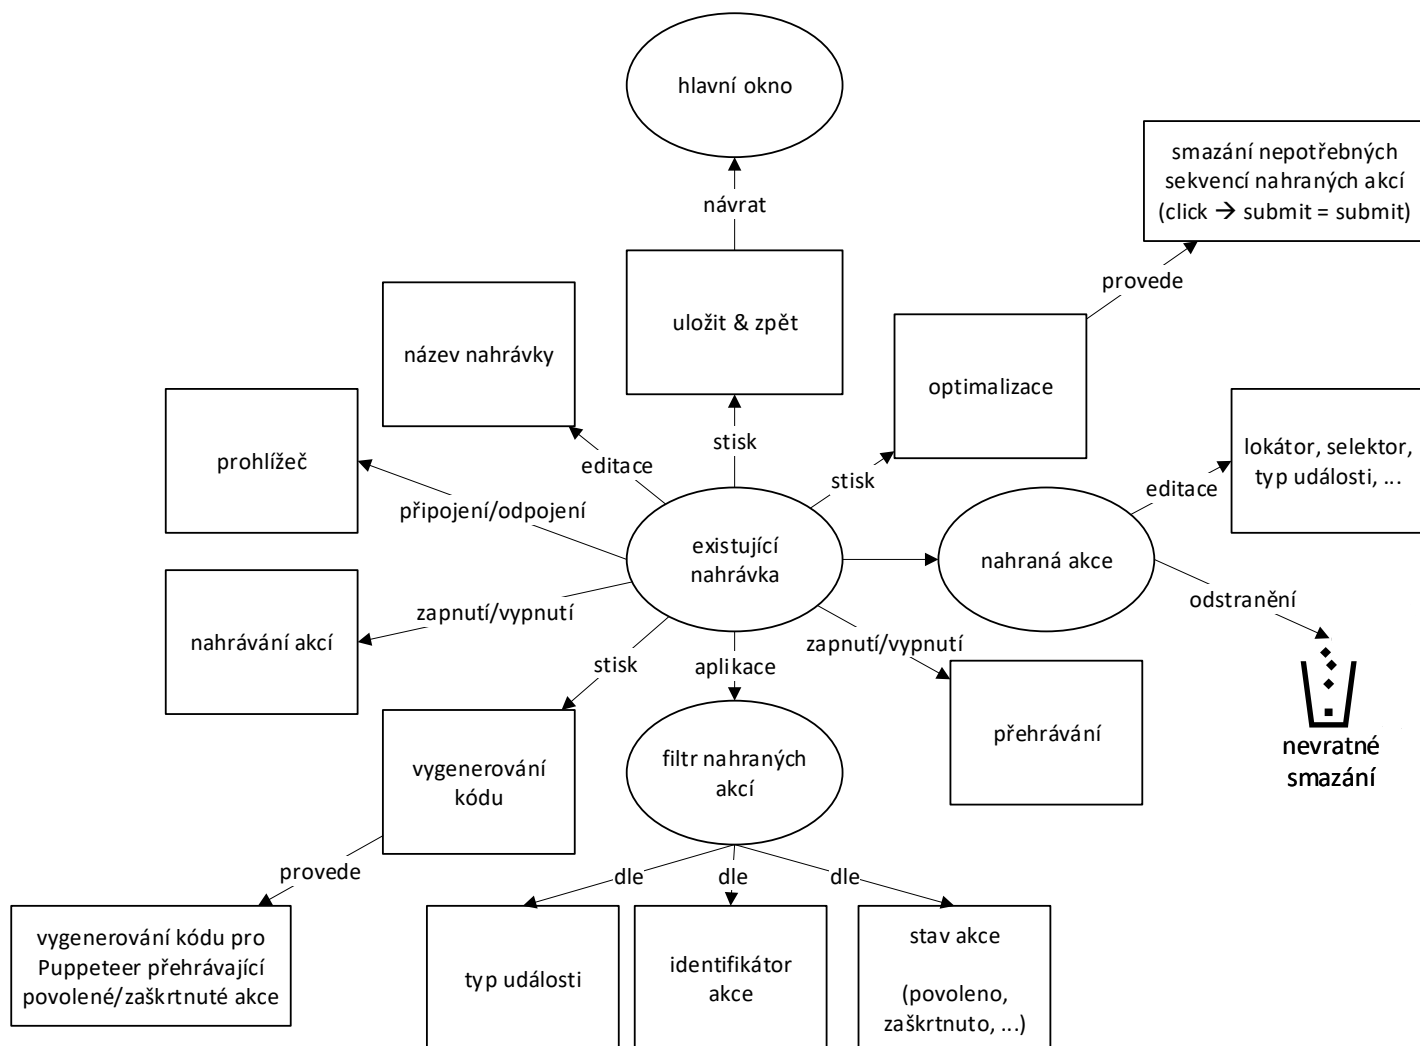 hlavní okno
smazání nepotřebných
sekvencí nahraných akcí
(click → submit = submit)
návrat
provede
uložit & zpět
název nahrávky
optimalizace
prohlížeč
stisk
editace
stisk
lokátor, selektor,
typ události, ...
editace
připojení/odpojení
existující
nahrávka
nahraná akce
odstranění
zapnutí/vypnutí
nahrávání akcí
stisk
aplikace
zapnutí/vypnutí
přehrávání
nevratné
smazání
vygenerování
kódu
filtr nahraných
akcí
provede
dle
dle
dle
vygenerování kódu pro
Puppeteer přehrávající
povolené/zaškrtnuté akce
typ události
identifikátor
akce
stav akce
(povoleno,
zaškrtnuto, ...)